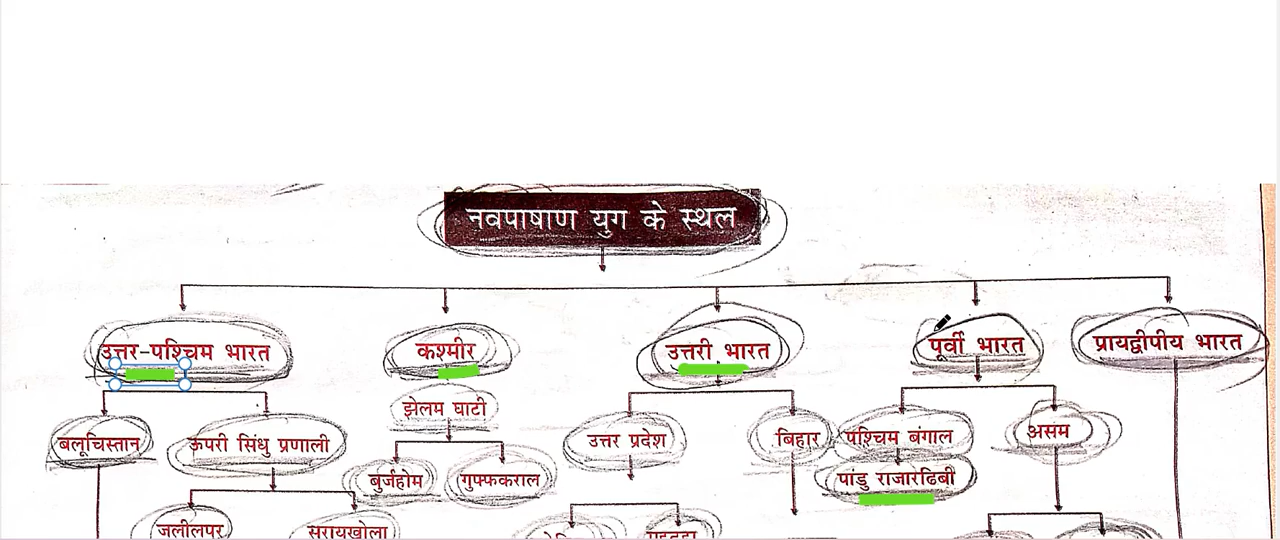 नवपाषाण युग के स्थल
उत्तर-पश्चिम भारत कश्मीर उत्तरी भारत पूर्वी भारत प्रायद्वीपीय भारत
झेलम घाटी
बलूचिस्तान ऊपरी सिंधु प्रणाली उत्तर प्रदेश बिहार पश्चिम बंगाल असम
बुर्जहोम गुफ्फकराल पांडु राजारढिबी
जलीलपर सरायखोला